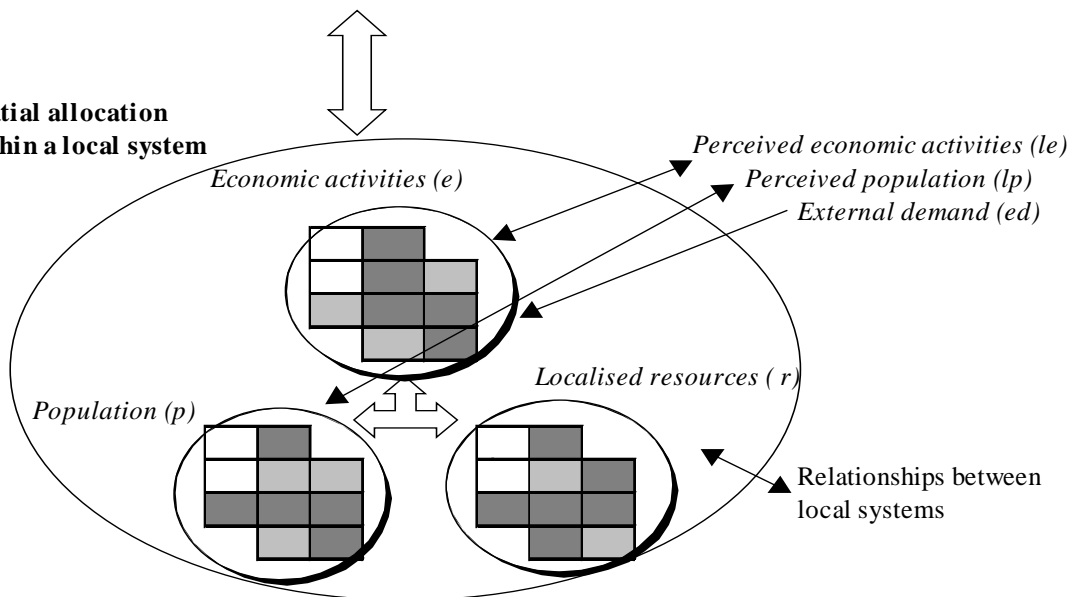 tial allocation
hin a local system
Economic activities (e)
Perceived economic activities (le)
Perceived population (lp)
External demand (ed)
Localised resources ( r)
Population (p)
Relationships between
local systems